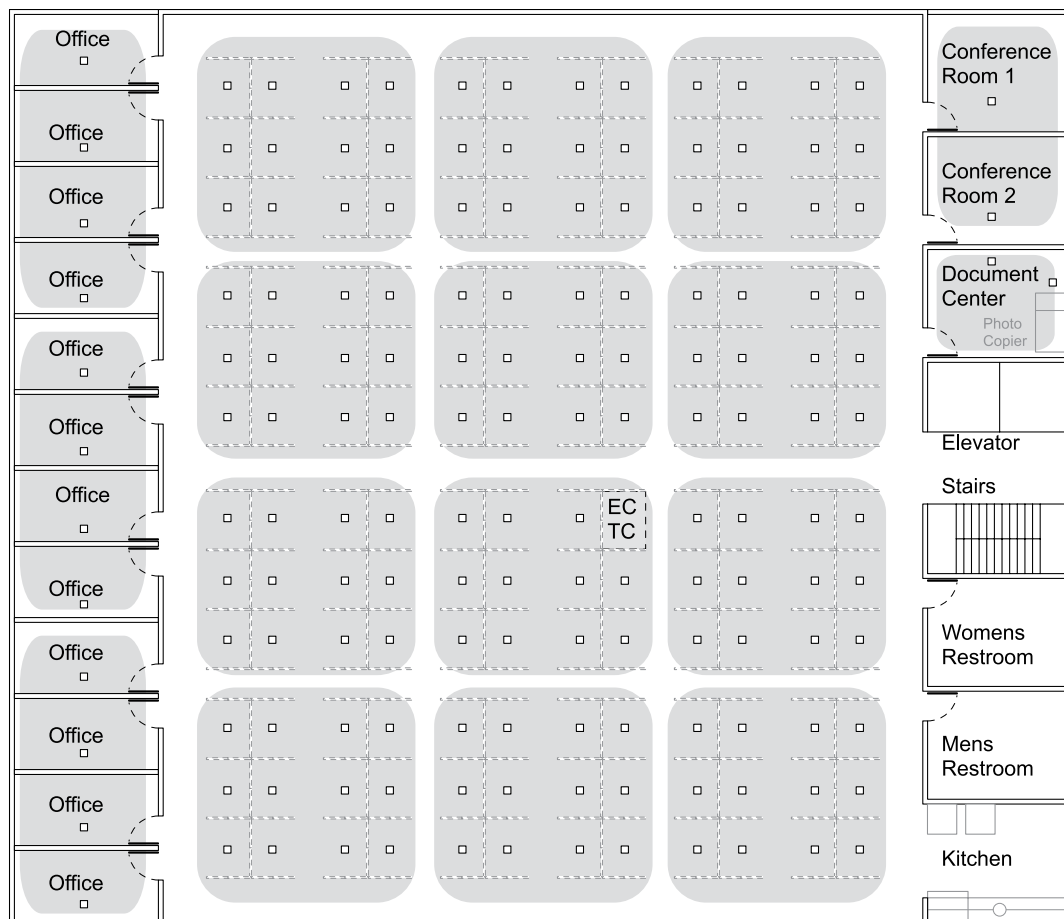 Office
Office
Office
Office
Office
Office
Office
Office
Office
Office
Office
Office
EC
TC
Conference
Room 1
Conference
Room 2
Document
Center
Photo
Copier
Elevator
Stairs
Womens
Restroom
Mens
Restroom
Kitchen